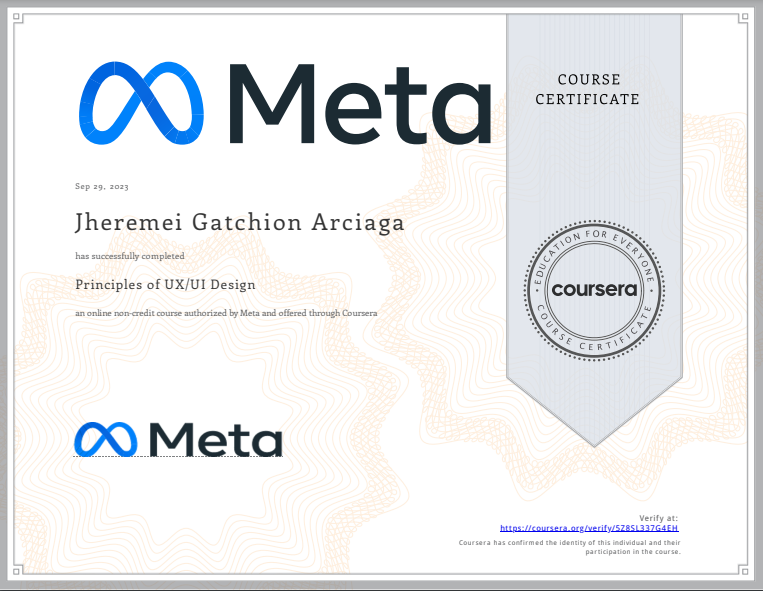 Meta
COURSE
CERTIFICATE
Sep 29, 2023
Jheremei Gatchion Arciaga
has successfully completed
Principles of UX/UI Design
an online non-credit course authorized by Meta and offered through Coursera
EDUCATION FOR EVERYONE
coursera
COURSE CERTIFICATE
Meta
Verify at:
https://coursera.org/verify/5Z8SL337G4EH
Coursera has confirmed the identity of this individual and their
participation in the course.